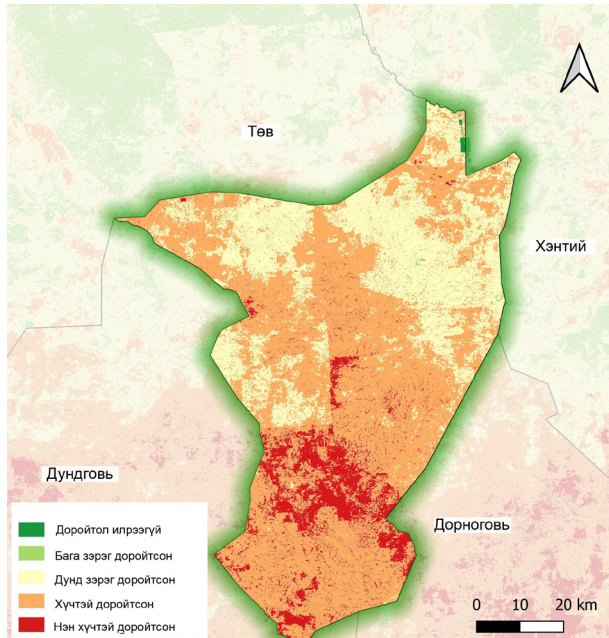 Төв
Хэнтий
Дундговь
Дорноговь
Доройтол илрээгүй
Бага зэрэг доройтсон
Дунд зэрэг доройтсон
Хүчтэй доройтсон
Нэн хүчтэй доройтсон
0 10 20 km